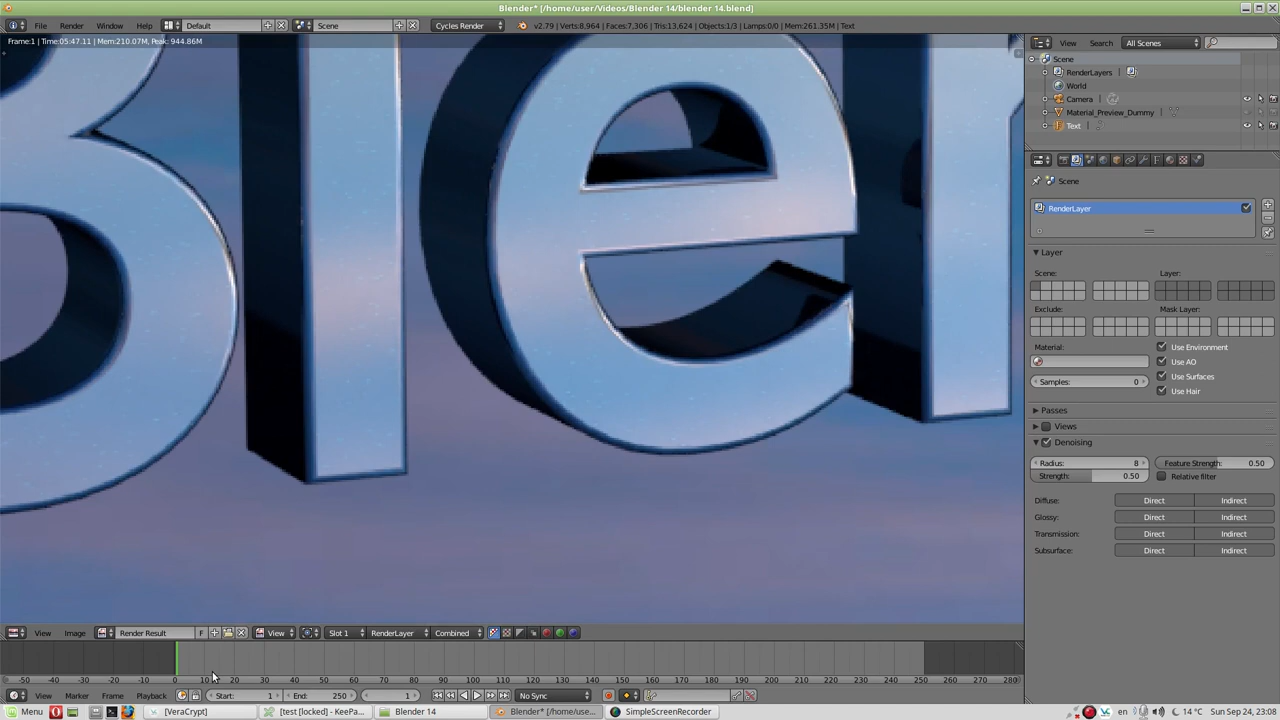 Blender* [/home/user/Videos/Blender 14/blender 14.blend]
File Render Window Help Default Scene Cycles Render v2.79 | Verts:8,964 | Faces:7,306 | Tris:13,624 | Objects:1/3 | Lamps:0/0 | Mem:261.35M | Text
Frame:1 | Time:05:47.11 | Mem:210.07M, Peak: 944.86M
Bler
View Search All Scenes
Scene
RenderLayers
World
Camera
Material_Preview_Dummy
Text
Scene
RenderLayer
Layer
Scene: Layer:
Exclude: Mask Layer:
Material: Use Environment
Use AO
Samples: 0 Use Surfaces
Use Hair
Passes
Views
Denoising
Radius: 8 Feature Strength: 0.50
Strength: 0.50 Relative filter
Diffuse: Direct Indirect
Glossy: Direct Indirect
Transmission: Direct Indirect
Subsurface: Direct Indirect
View Image Render Result F View Slot 1 RenderLayer Combined
-50 -40 -30 -20 -10 0 10 20 30 40 50 60 70 80 90 100 110 120 130 140 150 160 170 180 190 200 210 220 230 240 250 260 270 280
View Marker Frame Playback Start: 1 End: 250 1 No Sync
Menu [VeraCrypt] [test [locked] - KeePa... Blender 14 Blender* [/home/use... SimpleScreenRecorder en 14 °C Sun Sep 24, 23:08